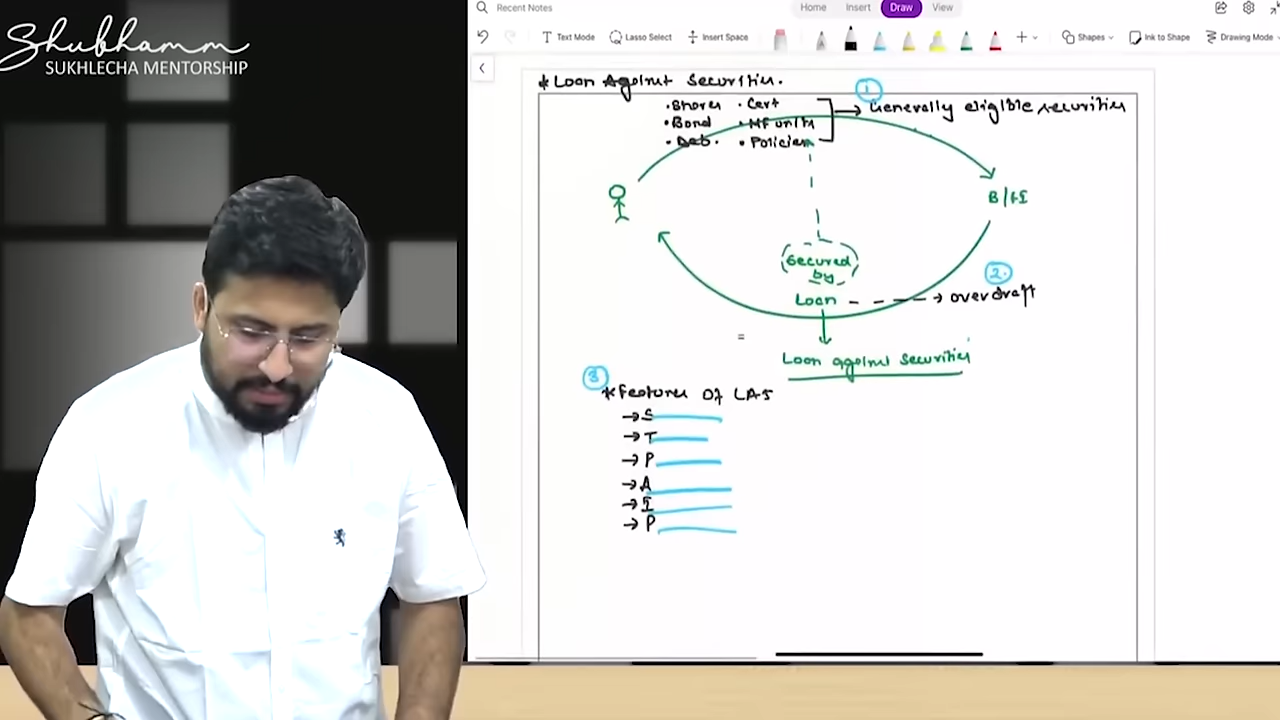 Shubhamm
SUKHLECHA MENTORSHIP
Recent Notes
Home Insert Draw View
Text Mode Lasso Select Insert Space Shapes Ink to Shape Drawing Mode
* Loan Against Securities.
• Shares • Cert
• Bond • MF units
• Deb. • Policies
→ Generally eligible securities
1
B/FI
Secured
by
Loan → overdraft
2.
Loan against securities
3
* Features Of LAS
→ S
→ T
→ P
→ A
→ I
→ P